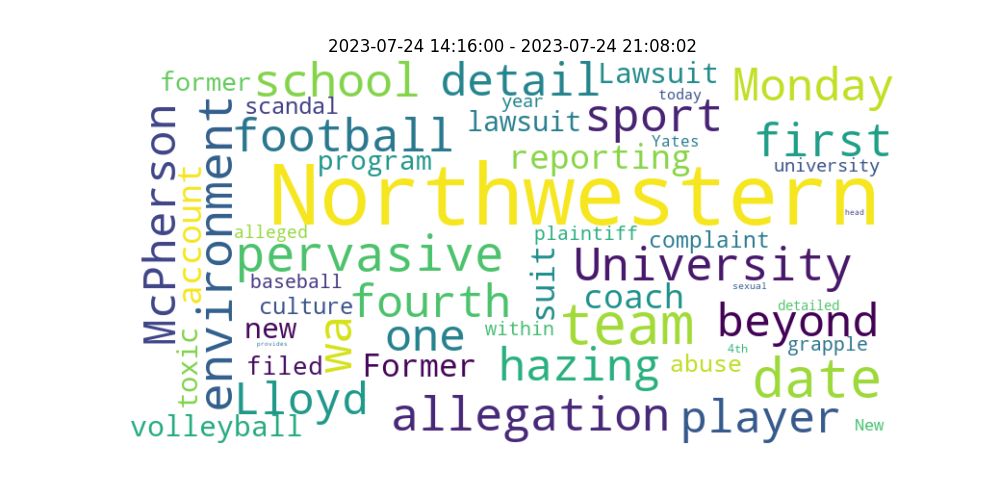 2023-07-24 14:16:00 - 2023-07-24 21:08:02
former school detail Lawsuit Monday
scandal year today
football lawsuit sport first
program reporting Yates university
McPherson account environment Northwestern head
alleged pervasive plaintiff complaint
baseball suit University sexual
culture fourth coach detailed
new wa one within team beyond
provides 4th grapple
toxic filed Former hazing abuse date
Lloyd allegation player New
volleyball